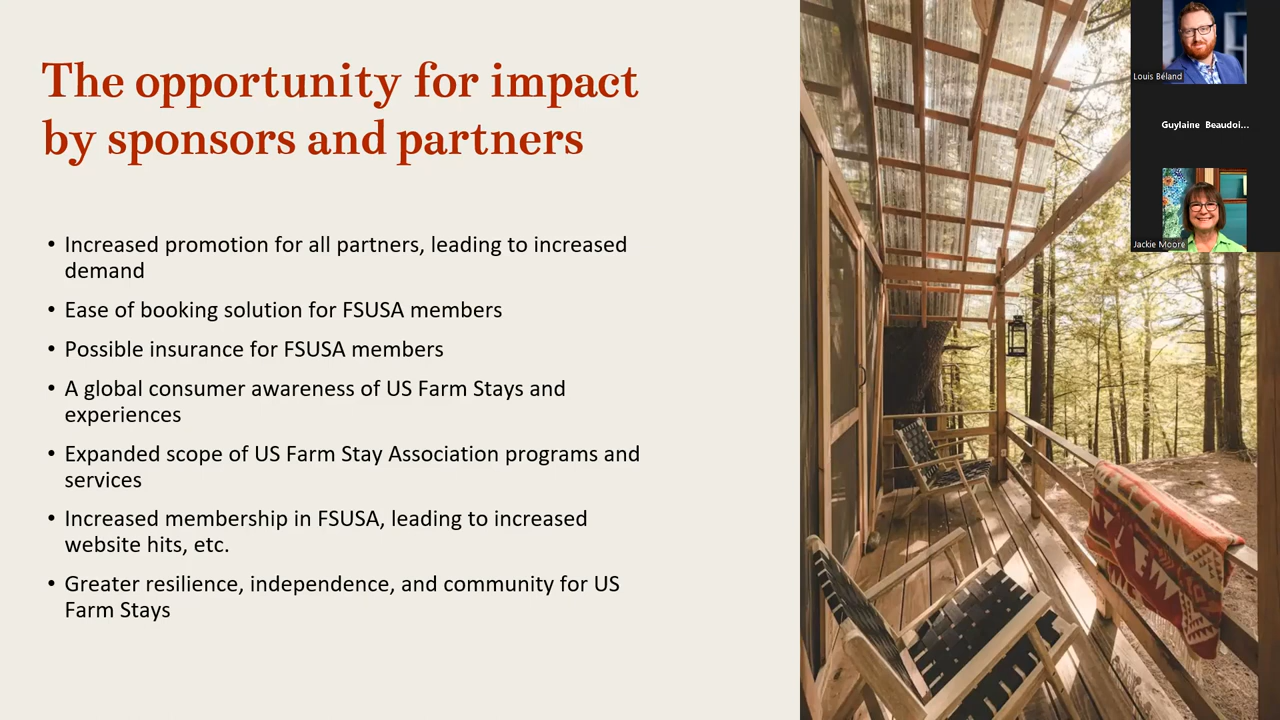 The opportunity for impact
by sponsors and partners
• Increased promotion for all partners, leading to increased
demand
• Ease of booking solution for FSUSA members
• Possible insurance for FSUSA members
• A global consumer awareness of US Farm Stays and
experiences
• Expanded scope of US Farm Stay Association programs and
services
• Increased membership in FSUSA, leading to increased
website hits, etc.
• Greater resilience, independence, and community for US
Farm Stays
Louis Béland
Guylaine Beaudoi...
Jackie Moore